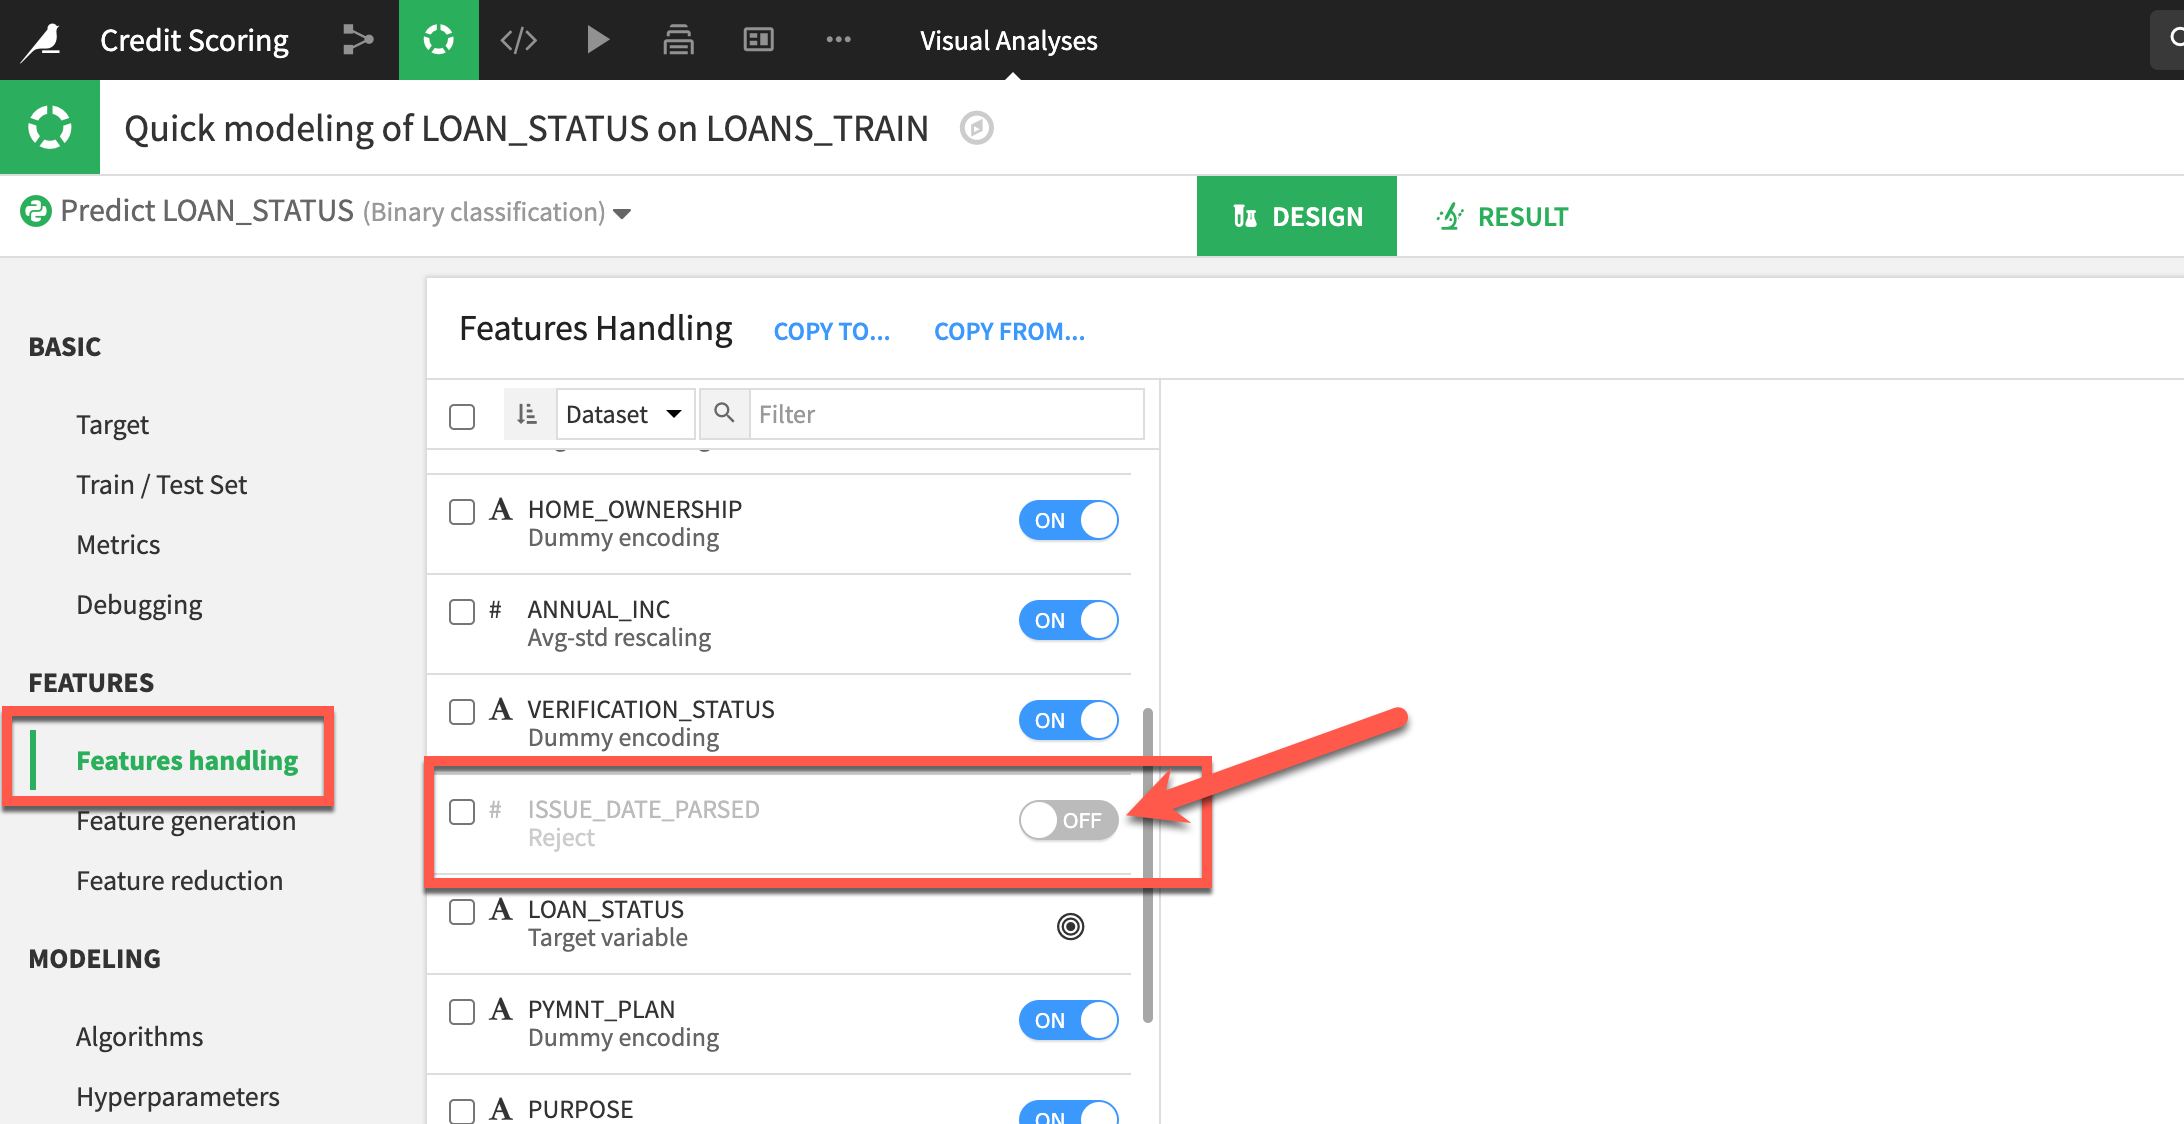 Credit Scoring
Visual Analyses
Quick modeling of LOAN_STATUS on LOANS_TRAIN
Predict LOAN_STATUS (Binary classification)
DESIGN
RESULT
BASIC
Target
Train / Test Set
Metrics
Debugging
FEATURES
Features handling
Feature generation
Feature reduction
MODELING
Algorithms
Hyperparameters
Features Handling
COPY TO...
COPY FROM...
Dataset
Filter
A HOME_OWNERSHIP
Dummy encoding
ON
# ANNUAL_INC
Avg-std rescaling
ON
A VERIFICATION_STATUS
Dummy encoding
ON
# ISSUE_DATE_PARSED
Reject
OFF
A LOAN_STATUS
Target variable
A PYMNT_PLAN
Dummy encoding
ON
A PURPOSE
ON